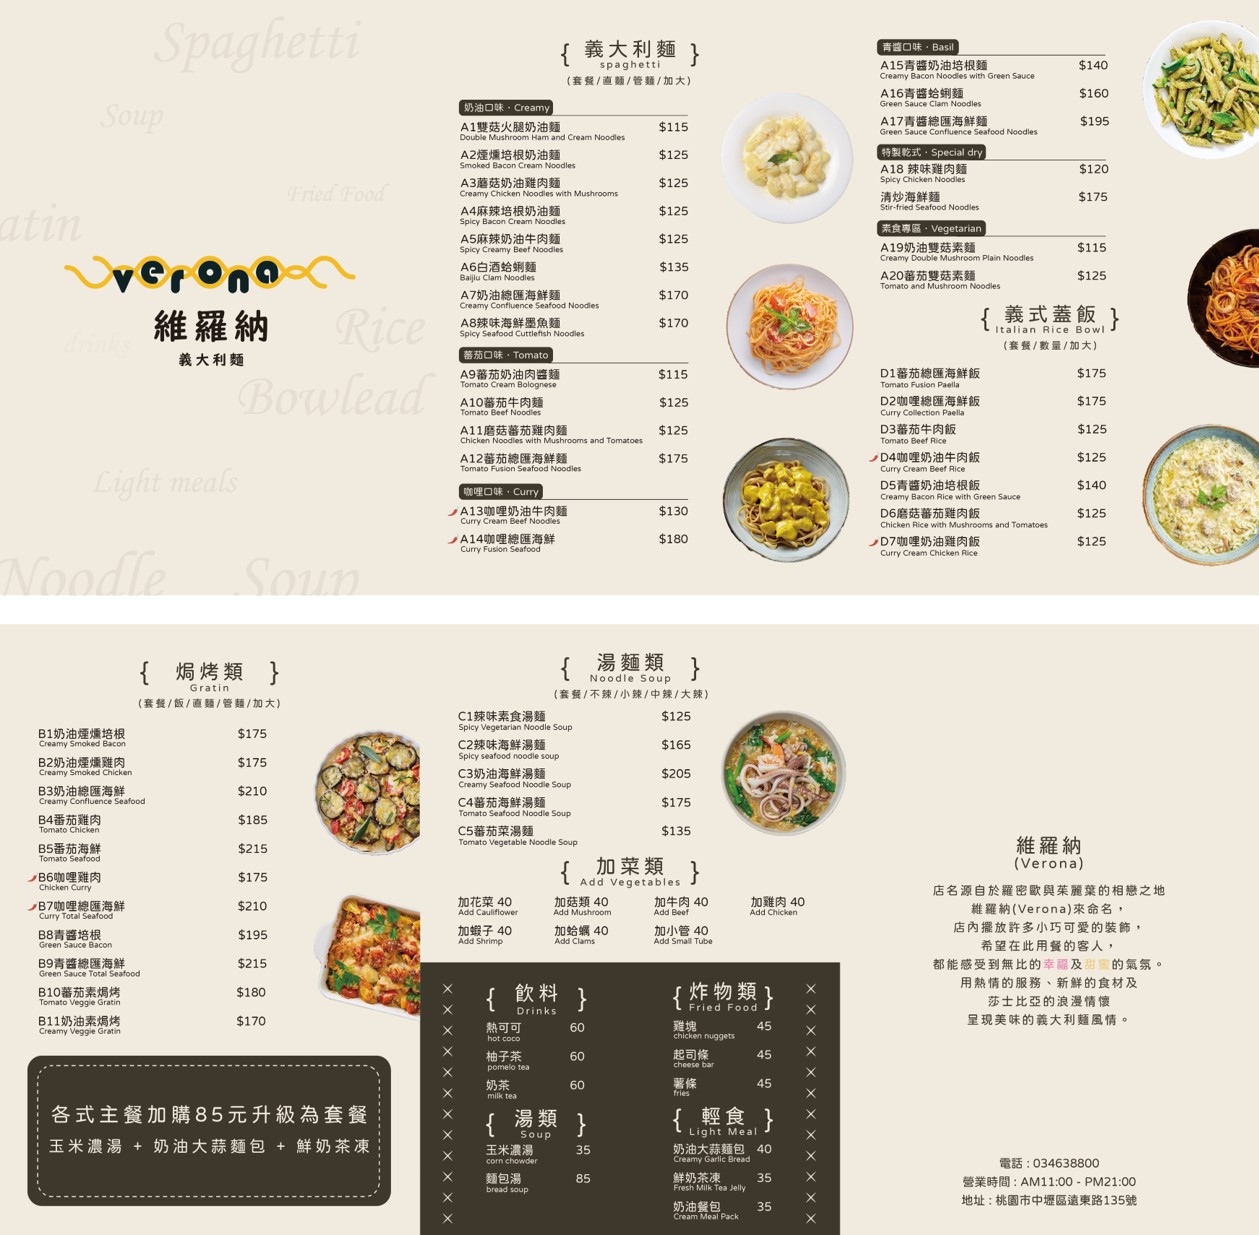 Spaghetti
Soup
Fried Food
atin
verona
維羅納
義大利麵
drinks
Rice
Bowlead
Light meals
Noodle
Soup
{ 義大利麵 }
spaghetti
(套餐/直麵/管麵/加大)
奶油口味・Creamy
A1雙菇火腿奶油麵 $115
Double Mushroom Ham and Cream Noodles
A2煙燻培根奶油麵 $125
Smoked Bacon Cream Noodles
A3蘑菇奶油雞肉麵 $125
Creamy Chicken Noodles with Mushrooms
A4麻辣培根奶油麵 $125
Spicy Bacon Cream Noodles
A5麻辣奶油牛肉麵 $125
Spicy Creamy Beef Noodles
A6白酒蛤蜊麵 $135
Baijiu Clam Noodles
A7奶油總匯海鮮麵 $170
Creamy Confluence Seafood Noodles
A8辣味海鮮墨魚麵 $170
Spicy Seafood Cuttlefish Noodles
蕃茄口味・Tomato
A9蕃茄奶油肉醬麵 $115
Tomato Cream Bolognese
A10蕃茄牛肉麵 $125
Tomato Beef Noodles
A11磨菇蕃茄雞肉麵 $125
Chicken Noodles with Mushrooms and Tomatoes
A12蕃茄總匯海鮮麵 $175
Tomato Fusion Seafood Noodles
咖哩口味・Curry
A13咖哩奶油牛肉麵 $130
Curry Cream Beef Noodles
A14咖哩總匯海鮮 $180
Curry Fusion Seafood
青醬口味・Basil
A15青醬奶油培根麵 $140
Creamy Bacon Noodles with Green Sauce
A16青醬蛤蜊麵 $160
Green Sauce Clam Noodles
A17青醬總匯海鮮麵 $195
Green Sauce Confluence Seafood Noodles
特製乾式・Special dry
A18 辣味雞肉麵 $120
Spicy Chicken Noodles
清炒海鮮麵 $175
Stir-fried Seafood Noodles
素食專區・Vegetarian
A19奶油雙菇素麵 $115
Creamy Double Mushroom Plain Noodles
A20蕃茄雙菇素麵 $125
Tomato and Mushroom Noodles
{ 義式蓋飯 }
Italian Rice Bowl
(套餐/數量/加大)
D1蕃茄總匯海鮮飯 $175
Tomato Fusion Paella
D2咖哩總匯海鮮飯 $175
Curry Collection Paella
D3蕃茄牛肉飯 $125
Tomato Beef Rice
D4咖哩奶油牛肉飯 $125
Curry Cream Beef Rice
D5青醬奶油培根飯 $140
Creamy Bacon Rice with Green Sauce
D6磨菇蕃茄雞肉飯 $125
Chicken Rice with Mushrooms and Tomatoes
D7咖哩奶油雞肉飯 $125
Curry Cream Chicken Rice
{ 焗烤類 }
Gratin
(套餐/飯/直麵/管麵/加大)
B1奶油煙燻培根 $175
Creamy Smoked Bacon
B2奶油煙燻雞肉 $175
Creamy Smoked Chicken
B3奶油總匯海鮮 $210
Creamy Confluence Seafood
B4番茄雞肉 $185
Tomato Chicken
B5番茄海鮮 $215
Tomato Seafood
B6咖哩雞肉 $175
Chicken Curry
B7咖哩總匯海鮮 $210
Curry Total Seafood
B8青醬培根 $195
Green Sauce Bacon
B9青醬總匯海鮮 $215
Green Sauce Total Seafood
B10蕃茄素焗烤 $180
Tomato Veggie Gratin
B11奶油素焗烤 $170
Creamy Veggie Gratin
各式主餐加購85元升級為套餐
玉米濃湯 + 奶油大蒜麵包 + 鮮奶茶凍
{ 湯麵類 }
Noodle Soup
(套餐/不辣/小辣/中辣/大辣)
C1辣味素食湯麵 $125
Spicy Vegetarian Noodle Soup
C2辣味海鮮湯麵 $165
Spicy seafood noodle soup
C3奶油海鮮湯麵 $205
Creamy Seafood Noodle Soup
C4蕃茄海鮮湯麵 $175
Tomato Seafood Noodle Soup
C5蕃茄菜湯麵 $135
Tomato Vegetable Noodle Soup
{ 加菜類 }
Add Vegetables
加花菜 40 加菇類 40 加牛肉 40 加雞肉 40
Add Cauliflower Add Mushroom Add Beef Add Chicken
加蝦子 40 加蛤蠣 40 加小管 40
Add Shrimp Add Clams Add Small Tube
{ 飲料 }
Drinks
熱可可 60
hot coco
柚子茶 60
pomelo tea
奶茶 60
milk tea
{ 湯類 }
Soup
玉米濃湯 35
corn chowder
麵包湯 85
bread soup
{ 炸物類 }
Fried Food
雞塊 45
chicken nuggets
起司條 45
cheese bar
薯條 45
fries
{ 輕食 }
Light Meal
奶油大蒜麵包 40
Creamy Garlic Bread
鮮奶茶凍 35
Fresh Milk Tea Jelly
奶油餐包 35
Cream Meal Pack
維羅納
(Verona)
店名源自於羅密歐與茱麗葉的相戀之地
維羅納(Verona)來命名，
店內擺放許多小巧可愛的裝飾，
希望在此用餐的客人，
都能感受到無比的幸福及甜蜜的氣氛。
用熱情的服務、新鮮的食材及
莎士比亞的浪漫情懷
呈現美味的義大利麵風情。
電話 : 034638800
營業時間 : AM11:00 - PM21:00
地址 : 桃園市中壢區遠東路135號